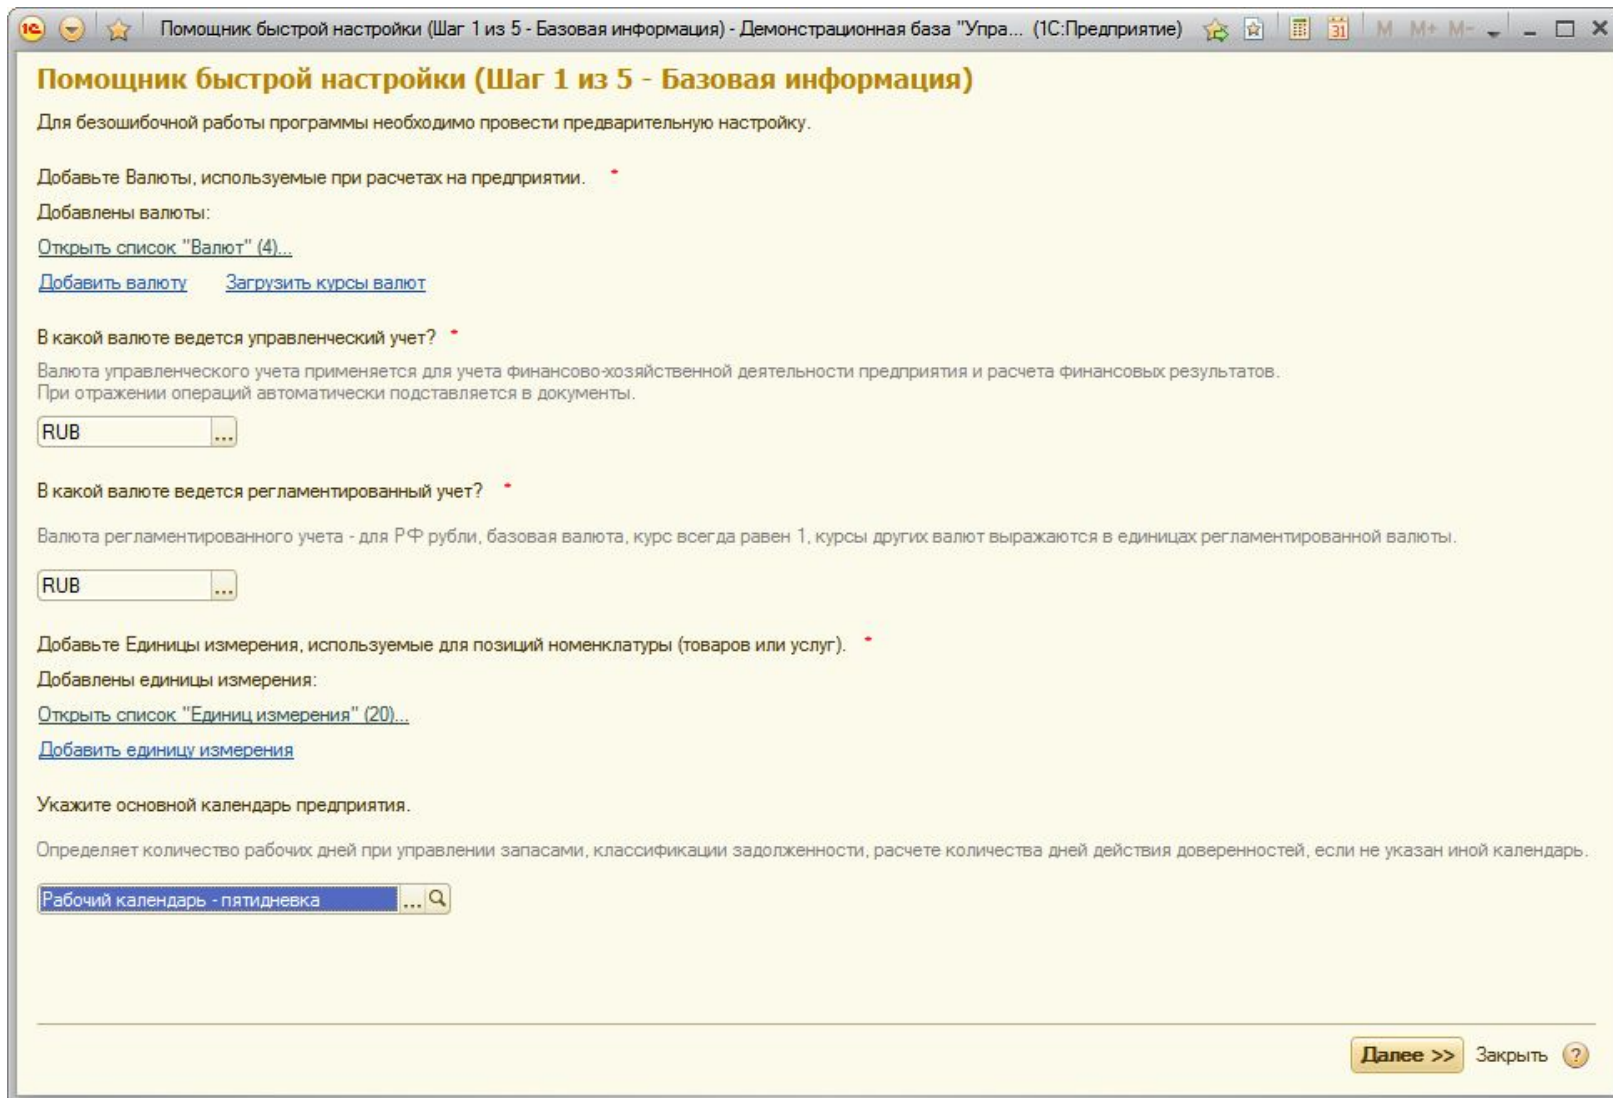 Помощник быстрой настройки (Шаг 1 из 5 - Базовая информация) - Демонстрационная база "Упра... (1С:Предприятие) 31 M M+ M-
Помощник быстрой настройки (Шаг 1 из 5 - Базовая информация)
Для безошибочной работы программы необходимо провести предварительную настройку.
Добавьте Валюты, используемые при расчетах на предприятии. *
Добавлены валюты:
Открыть список "Валют" (4)...
Добавить валюту Загрузить курсы валют
В какой валюте ведется управленческий учет? *
Валюта управленческого учета применяется для учета финансово-хозяйственной деятельности предприятия и расчета финансовых результатов.
При отражении операций автоматически подставляется в документы.
RUB ...
В какой валюте ведется регламентированный учет? *
Валюта регламентированного учета - для РФ рубли, базовая валюта, курс всегда равен 1, курсы других валют выражаются в единицах регламентированной валюты.
RUB ...
Добавьте Единицы измерения, используемые для позиций номенклатуры (товаров или услуг). *
Добавлены единицы измерения:
Открыть список "Единиц измерения" (20)...
Добавить единицу измерения
Укажите основной календарь предприятия.
Определяет количество рабочих дней при управлении запасами, классификации задолженности, расчете количества дней действия доверенностей, если не указан иной календарь.
Рабочий календарь - пятидневка ...
Далее >> Закрыть ?